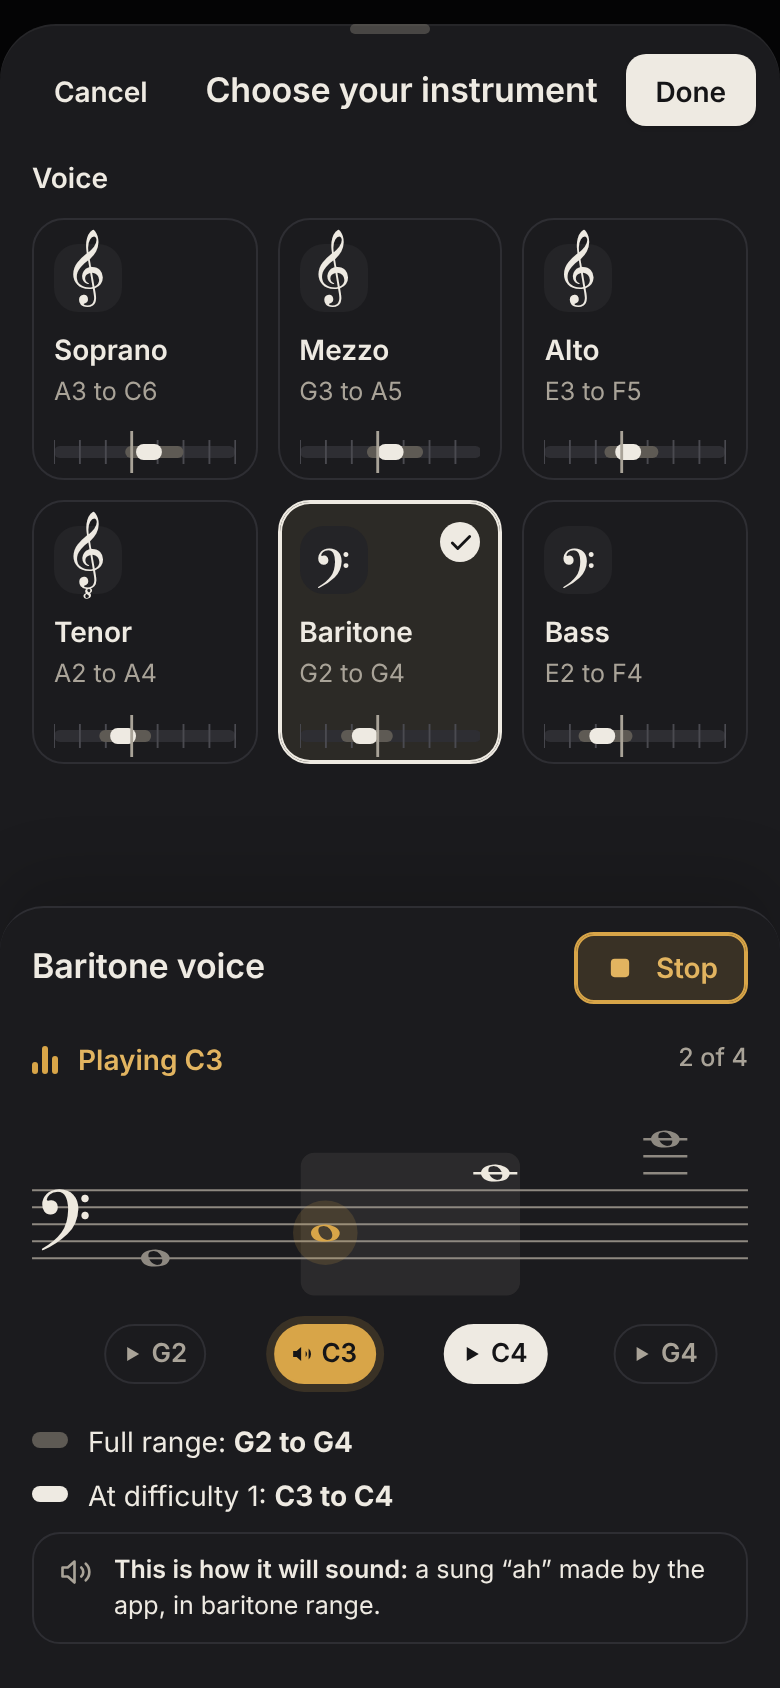 Cancel
Choose your instrument
Done
Voice
Soprano
A3 to C6
Mezzo
G3 to A5
Alto
E3 to F5
Tenor
A2 to A4
Baritone
G2 to G4
Bass
E2 to F4
Baritone voice
Stop
Playing C3
2 of 4
G2
C3
C4
G4
Full range: G2 to G4
At difficulty 1: C3 to C4
This is how it will sound: a sung “ah” made by the
app, in baritone range.